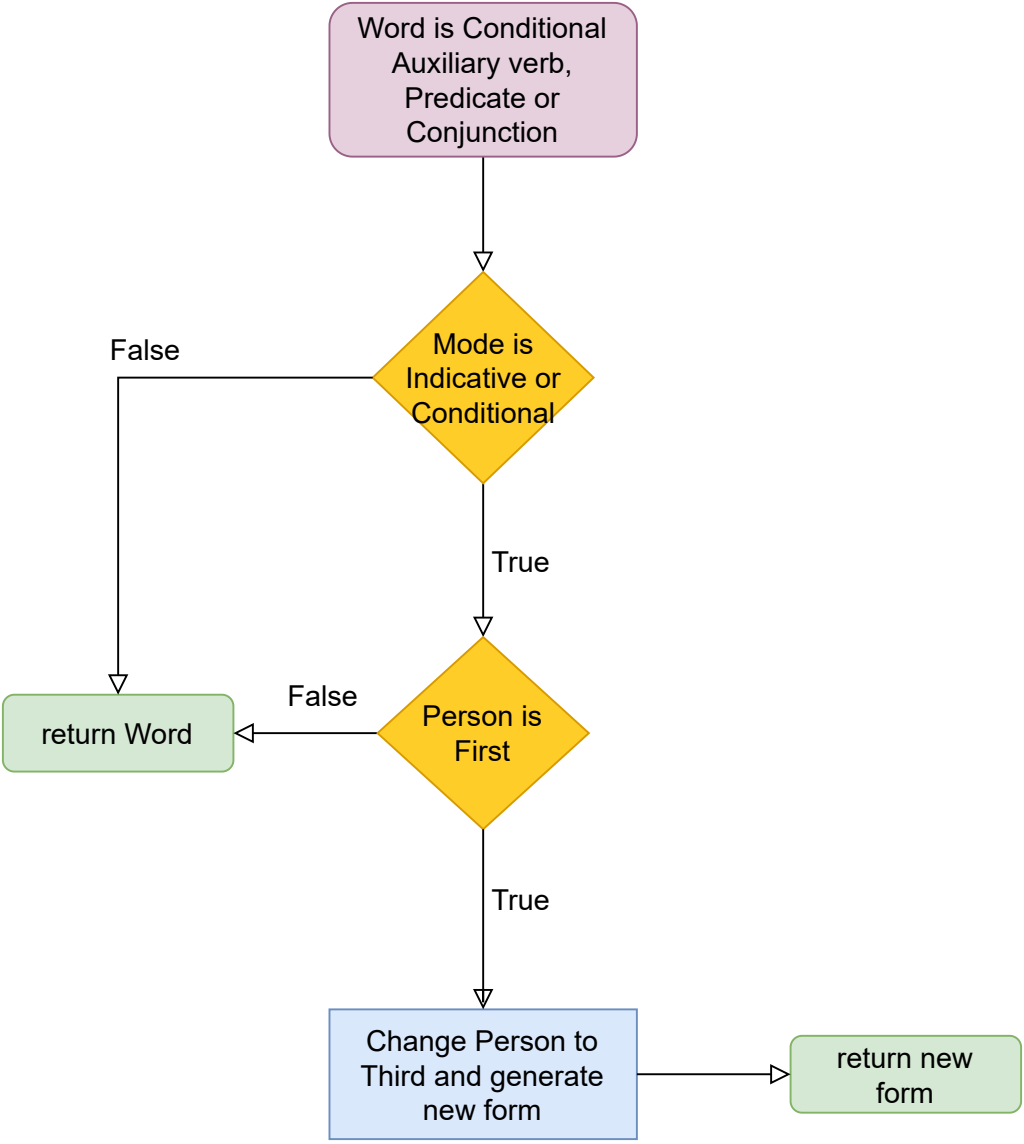 Word is Conditional
Auxiliary verb,
Predicate or
Conjunction
False
Mode is
Indicative or
Conditional
True
False
return Word
Person is
First
True
Change Person to
Third and generate
new form
return new
form